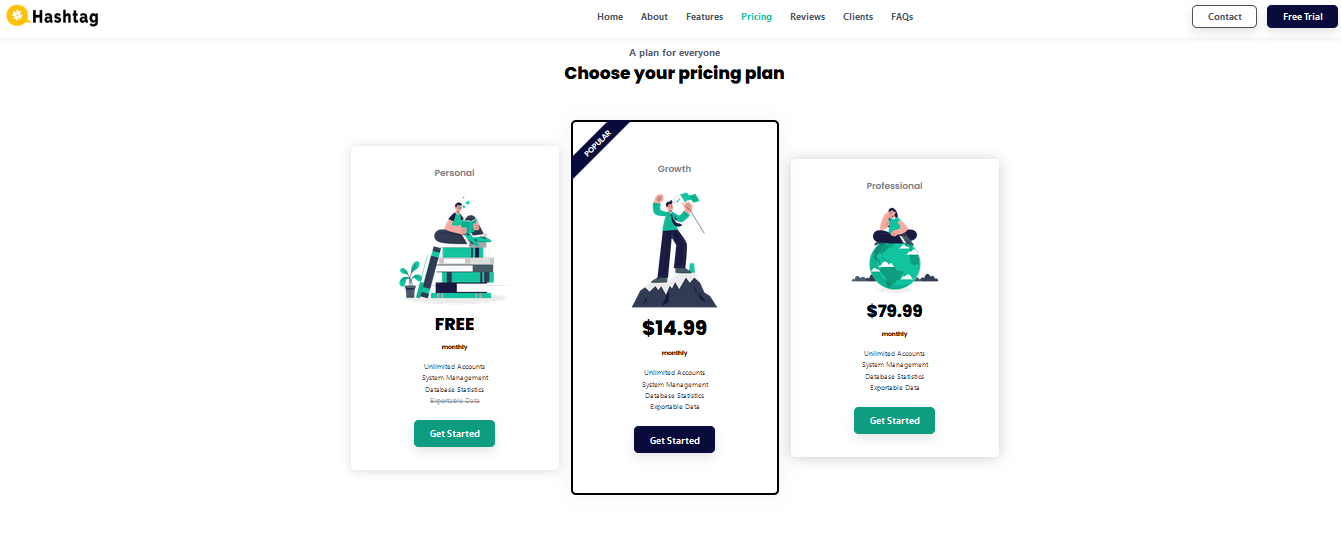 Hashtag
Home About Features Pricing Reviews Clients FAQs
Contact Free Trial
A plan for everyone
Choose your pricing plan
Personal
FREE
monthly
Unlimited Accounts
System Management
Database Statistics
Exportable Data
Get Started
POPULAR
Growth
$14.99
monthly
Unlimited Accounts
System Management
Database Statistics
Exportable Data
Get Started
Professional
$79.99
monthly
Unlimited Accounts
System Management
Database Statistics
Exportable Data
Get Started